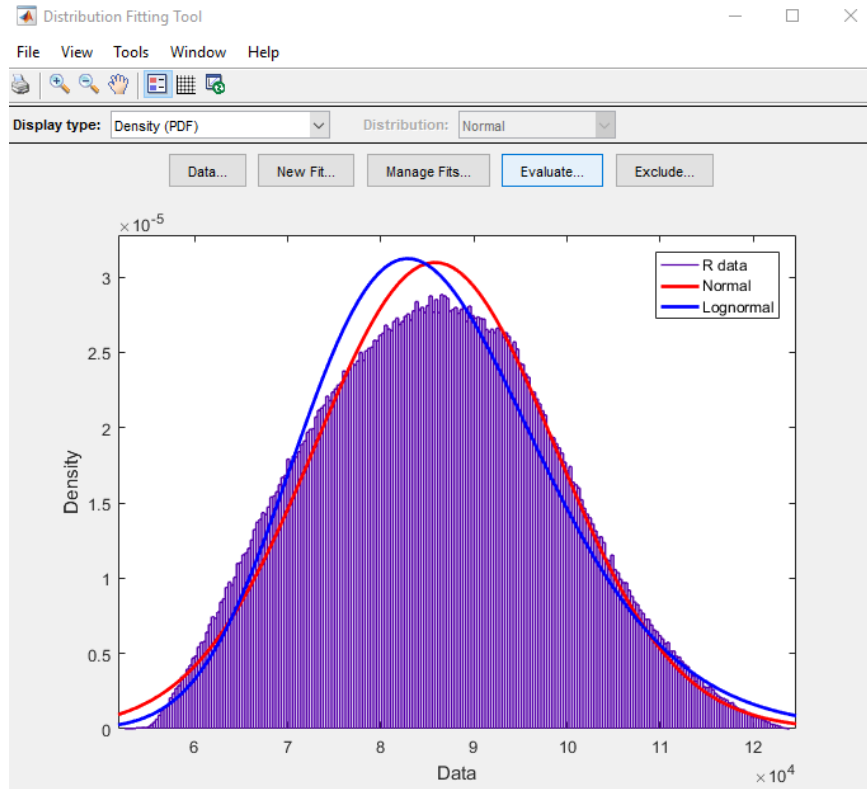 Distribution Fitting Tool
File View Tools Window Help
Display type: Density (PDF) Distribution: Normal
Data... New Fit... Manage Fits... Evaluate... Exclude...
×10-5
R data
Normal
Lognormal
3
2.5
2
1.5
1
0.5
0
Density
6 7 8 9 10 11 12
Data
×104